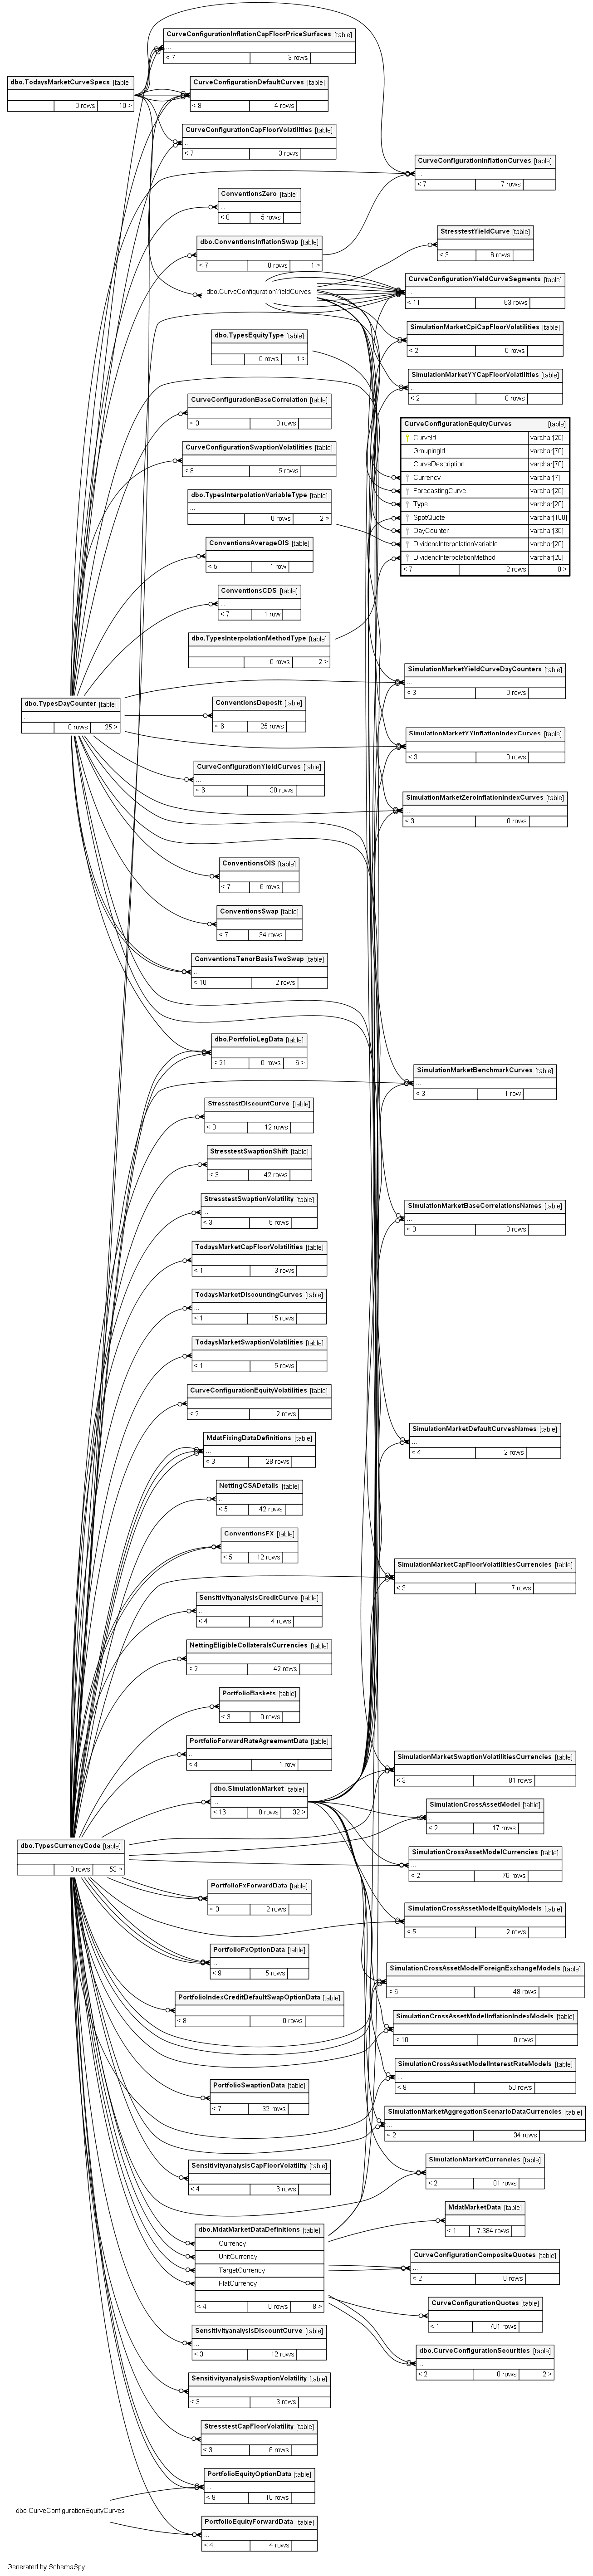 CurveConfigurationInflationCapFloorPriceSurfaces [table]
...
< 7 3 rows
dbo.TodaysMarketCurveSpecs [table]
...
0 rows 10 >
CurveConfigurationDefaultCurves [table]
...
< 8 4 rows
CurveConfigurationCapFloorVolatilities [table]
...
< 7 3 rows
CurveConfigurationInflationCurves [table]
...
< 7 7 rows
ConventionsZero [table]
...
< 8 5 rows
StresstestYieldCurve [table]
...
< 3 6 rows
dbo.ConventionsInflationSwap [table]
...
< 7 0 rows 1 >
dbo.CurveConfigurationYieldCurves
CurveConfigurationYieldCurveSegments [table]
...
< 11 63 rows
SimulationMarketCpiCapFloorVolatilities [table]
...
< 2 0 rows
dbo.TypesEquityType [table]
...
0 rows 1 >
SimulationMarketYYCapFloorVolatilities [table]
...
< 2 0 rows
CurveConfigurationBaseCorrelation [table]
...
< 3 0 rows
CurveConfigurationEquityCurves [table]
CurveId varchar[20]
GroupingId varchar[70]
CurveDescription varchar[70]
Currency varchar[7]
ForecastingCurve varchar[20]
Type varchar[20]
SpotQuote varchar[100]
DayCounter varchar[30]
DividendInterpolationVariable varchar[20]
DividendInterpolationMethod varchar[20]
< 7 2 rows 0 >
CurveConfigurationSwaptionVolatilities [table]
...
< 8 5 rows
dbo.TypesInterpolationVariableType [table]
...
0 rows 2 >
ConventionsAverageOIS [table]
...
< 5 1 row
ConventionsCDS [table]
...
< 7 1 row
dbo.TypesInterpolationMethodType [table]
...
0 rows 2 >
SimulationMarketYieldCurveDayCounters [table]
...
< 3 0 rows
dbo.TypesDayCounter [table]
...
0 rows 25 >
ConventionsDeposit [table]
...
< 6 25 rows
SimulationMarketYYInflationIndexCurves [table]
...
< 3 0 rows
CurveConfigurationYieldCurves [table]
...
< 6 30 rows
SimulationMarketZeroInflationIndexCurves [table]
...
< 3 0 rows
ConventionsOIS [table]
...
< 7 6 rows
ConventionsSwap [table]
...
< 7 34 rows
ConventionsTenorBasisTwoSwap [table]
...
< 10 2 rows
dbo.PortfolioLegData [table]
...
< 21 0 rows 6 >
SimulationMarketBenchmarkCurves [table]
...
< 3 1 row
StresstestDiscountCurve [table]
...
< 3 12 rows
StresstestSwaptionShift [table]
...
< 3 42 rows
StresstestSwaptionVolatility [table]
...
< 3 6 rows
SimulationMarketBaseCorrelationsNames [table]
...
< 3 0 rows
TodaysMarketCapFloorVolatilities [table]
...
< 1 3 rows
TodaysMarketDiscountingCurves [table]
...
< 1 15 rows
TodaysMarketSwaptionVolatilities [table]
...
< 1 5 rows
CurveConfigurationEquityVolatilities [table]
...
< 2 2 rows
MdatFixingDataDefinitions [table]
...
< 3 28 rows
SimulationMarketDefaultCurvesNames [table]
...
< 4 2 rows
NettingCSADetails [table]
...
< 5 42 rows
ConventionsFX [table]
...
< 5 12 rows
SimulationMarketCapFloorVolatilitiesCurrencies [table]
...
< 3 7 rows
SensitivityanalysisCreditCurve [table]
...
< 4 4 rows
NettingEligibleCollateralsCurrencies [table]
...
< 2 42 rows
PortfolioBaskets [table]
...
< 3 0 rows
PortfolioForwardRateAgreementData [table]
...
< 4 1 row
SimulationMarketSwaptionVolatilitiesCurrencies [table]
...
< 3 81 rows
dbo.SimulationMarket [table]
...
< 16 0 rows 32 >
SimulationCrossAssetModel [table]
...
< 2 17 rows
dbo.TypesCurrencyCode [table]
...
0 rows 53 >
SimulationCrossAssetModelCurrencies [table]
...
< 2 76 rows
PortfolioFxForwardData [table]
...
< 3 2 rows
SimulationCrossAssetModelEquityModels [table]
...
< 5 2 rows
PortfolioFxOptionData [table]
...
< 9 5 rows
SimulationCrossAssetModelForeignExchangeModels [table]
...
< 6 48 rows
PortfolioIndexCreditDefaultSwapOptionData [table]
...
< 8 0 rows
SimulationCrossAssetModelInflationIndexModels [table]
...
< 10 0 rows
SimulationCrossAssetModelInterestRateModels [table]
...
< 9 50 rows
PortfolioSwaptionData [table]
...
< 7 32 rows
SimulationMarketAggregationScenarioDataCurrencies [table]
...
< 2 34 rows
SensitivityanalysisCapFloorVolatility [table]
...
< 4 6 rows
SimulationMarketCurrencies [table]
...
< 2 81 rows
MdatMarketData [table]
...
< 1 7.384 rows
dbo.MdatMarketDataDefinitions [table]
Currency
UnitCurrency
TargetCurrency
FlatCurrency
...
< 4 0 rows 8 >
CurveConfigurationCompositeQuotes [table]
...
< 2 0 rows
CurveConfigurationQuotes [table]
...
< 1 701 rows
SensitivityanalysisDiscountCurve [table]
...
< 3 12 rows
dbo.CurveConfigurationSecurities [table]
...
< 2 0 rows 2 >
SensitivityanalysisSwaptionVolatility [table]
...
< 3 3 rows
StresstestCapFloorVolatility [table]
...
< 3 6 rows
PortfolioEquityOptionData [table]
...
< 9 10 rows
dbo.CurveConfigurationEquityCurves
PortfolioEquityForwardData [table]
...
< 4 4 rows
Generated by SchemaSpy